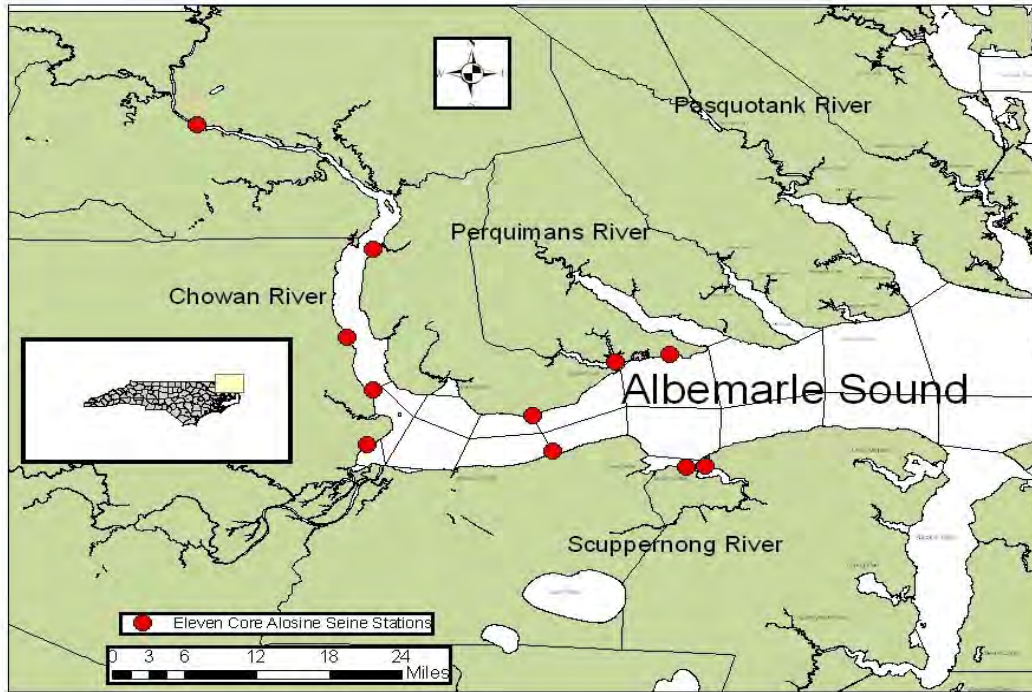 Pasquotank River
Perquimans River
Chowan River
Albemarle Sound
Scuppernong River
Eleven Core Alosine Seine Stations
0 3 6 12 18 24
Miles